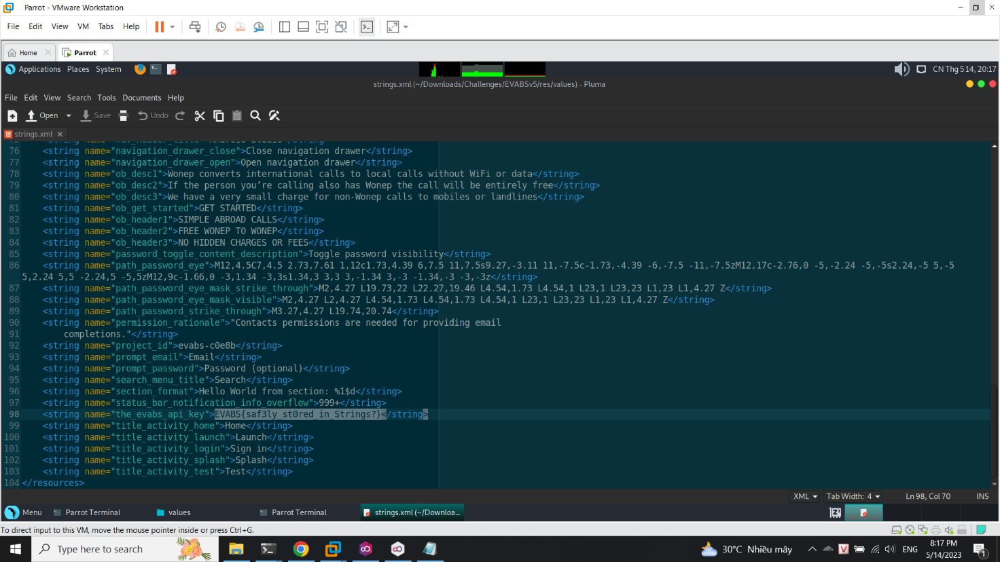 Parrot - VMware Workstation
File Edit View VM Tabs Help
Home Parrot
Applications Places System CN Thg 5 14, 20:17
strings.xml (~/Downloads/Challenges/EVABSv5/res/values) - Pluma
File Edit View Search Tools Documents Help
Open Save Undo
strings.xml
76 <string name="navigation_drawer_close">Close navigation drawer</string>
77 <string name="navigation_drawer_open">Open navigation drawer</string>
78 <string name="ob_desc1">Wonep converts international calls to local calls without WiFi or data</string>
79 <string name="ob_desc2">If the person you’re calling also has Wonep the call will be entirely free</string>
80 <string name="ob_desc3">We have a very small charge for non-Wonep calls to mobiles or landlines</string>
81 <string name="ob_get_started">GET STARTED</string>
82 <string name="ob_header1">SIMPLE ABROAD CALLS</string>
83 <string name="ob_header2">FREE WONEP TO WONEP</string>
84 <string name="ob_header3">NO HIDDEN CHARGES OR FEES</string>
85 <string name="password_toggle_content_description">Toggle password visibility</string>
86 <string name="path_password_eye">M12,4.5C7,4.5 2.73,7.61 1,12c1.73,4.39 6,7.5 11,7.5s9.27,-3.11 11,-7.5c-1.73,-4.39 -6,-7.5 -11,-7.5zM12,17c-2.76,0 -5,-2.24 -5,-5s2.24,-5 5,-5
5,2.24 5,5 -2.24,5 -5,5zM12,9c-1.66,0 -3,1.34 -3,3s1.34,3 3,3 3,-1.34 3,-3 -1.34,-3 -3,-3z</string>
87 <string name="path_password_eye_mask_strike_through">M2,4.27 L19.73,22 L22.27,19.46 L4.54,1.73 L4.54,1 L23,1 L23,23 L1,23 L1,4.27 Z</string>
88 <string name="path_password_eye_mask_visible">M2,4.27 L2,4.27 L4.54,1.73 L4.54,1.73 L4.54,1 L23,1 L23,23 L1,23 L1,4.27 Z</string>
89 <string name="path_password_strike_through">M3.27,4.27 L19.74,20.74</string>
90 <string name="permission_rationale">"Contacts permissions are needed for providing email
91 completions."</string>
92 <string name="project_id">evabs-c0e8b</string>
93 <string name="prompt_email">Email</string>
94 <string name="prompt_password">Password (optional)</string>
95 <string name="search_menu_title">Search</string>
96 <string name="section_format">Hello World from section: %1$d</string>
97 <string name="status_bar_notification_info_overflow">999+</string>
98 <string name="the_evabs_api_key">EVABS{saf3ly_st0red_in_Strings?}</string>
99 <string name="title_activity_home">Home</string>
100 <string name="title_activity_launch">Launch</string>
101 <string name="title_activity_login">Sign in</string>
102 <string name="title_activity_splash">Splash</string>
103 <string name="title_activity_test">Test</string>
104 </resources>
XML Tab Width: 4 Ln 98, Col 70 INS
Menu Parrot Terminal values Parrot Terminal strings.xml (~/Downloa...
To direct input to this VM, move the mouse pointer inside or press Ctrl+G.
Type here to search 30°C Nhiều mây ENG 8:17 PM
5/14/2023 1